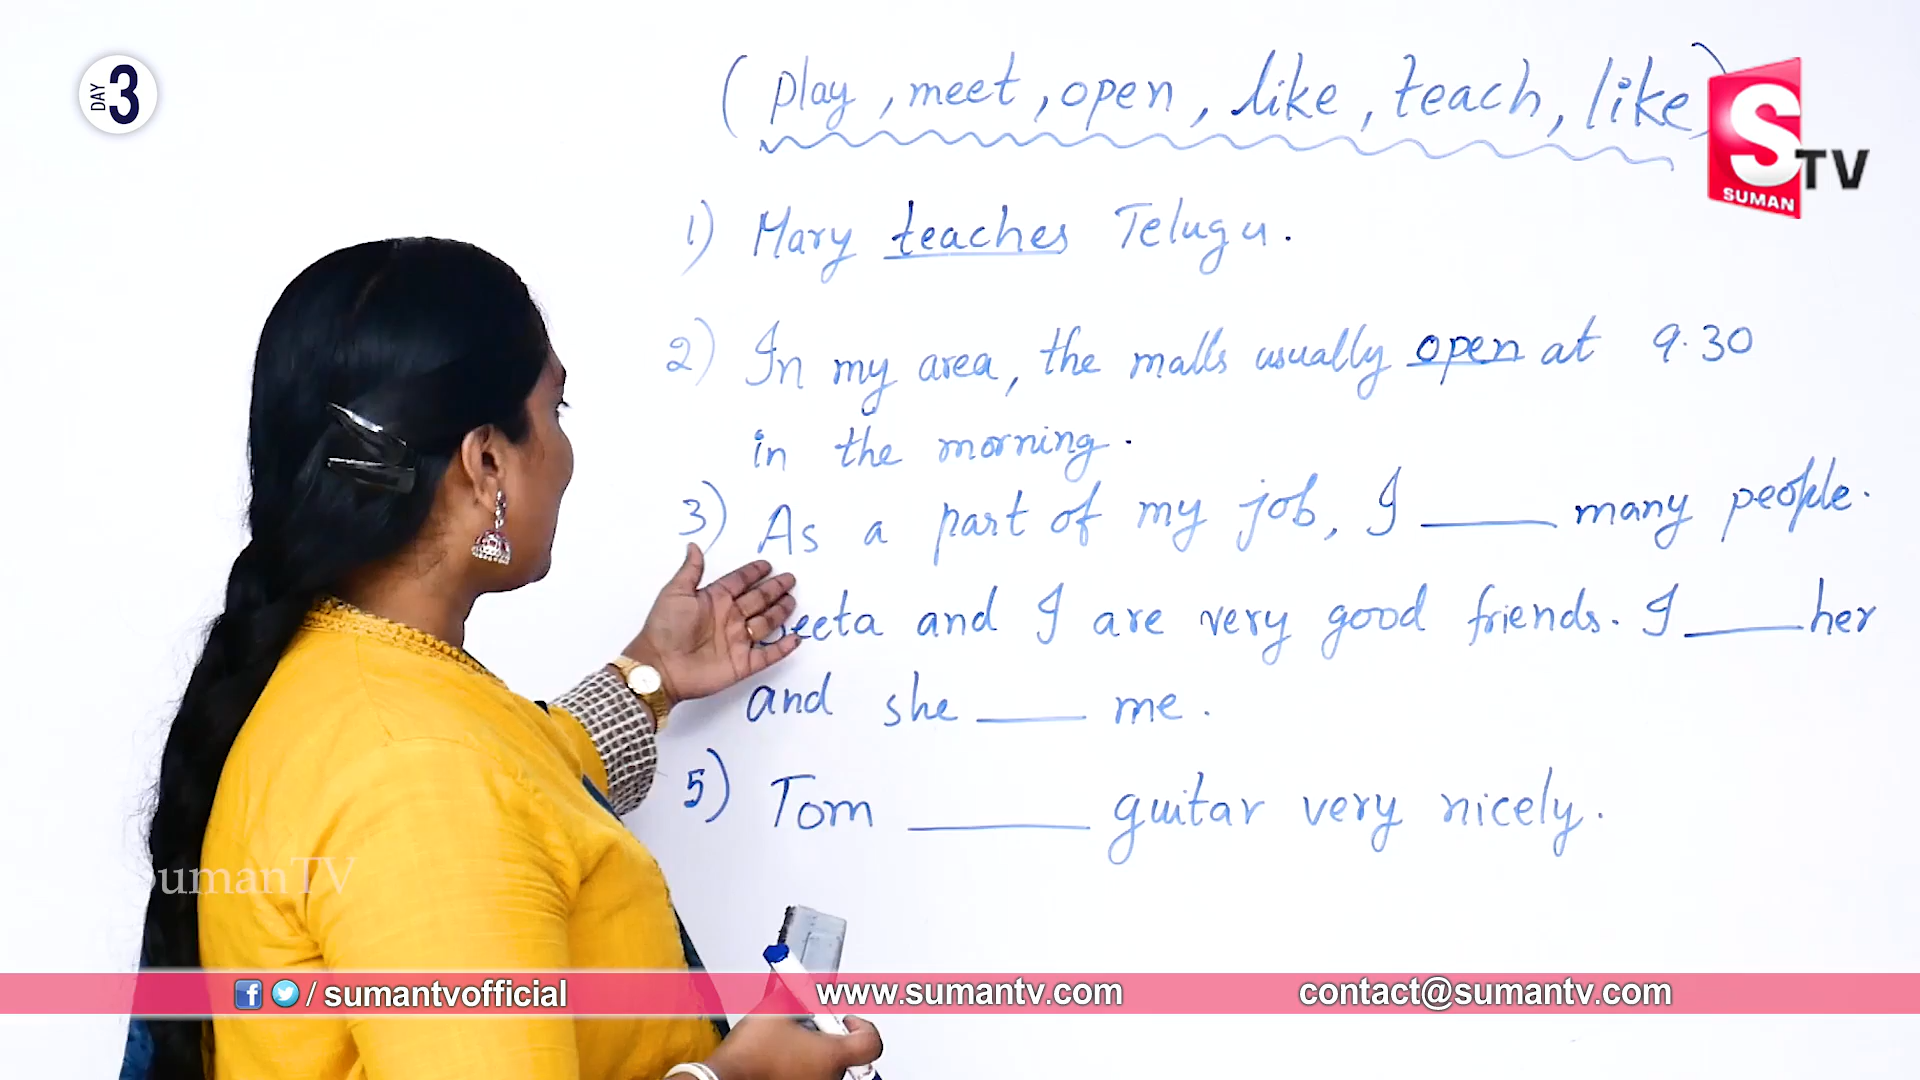 DAY 3
(play, meet, open, like, teach, like)
S TV
SUMAN
1) Mary teaches Telugu.
2) In my area, the malls usually open at 9.30
in the morning.
3) As a part of my job, I ____ many people.
eeta and I are very good friends. I ____ her
and she ____ me.
5) Tom ____ guitar very nicely.
SumanTV
/ sumantvofficial
www.sumantv.com
contact@sumantv.com